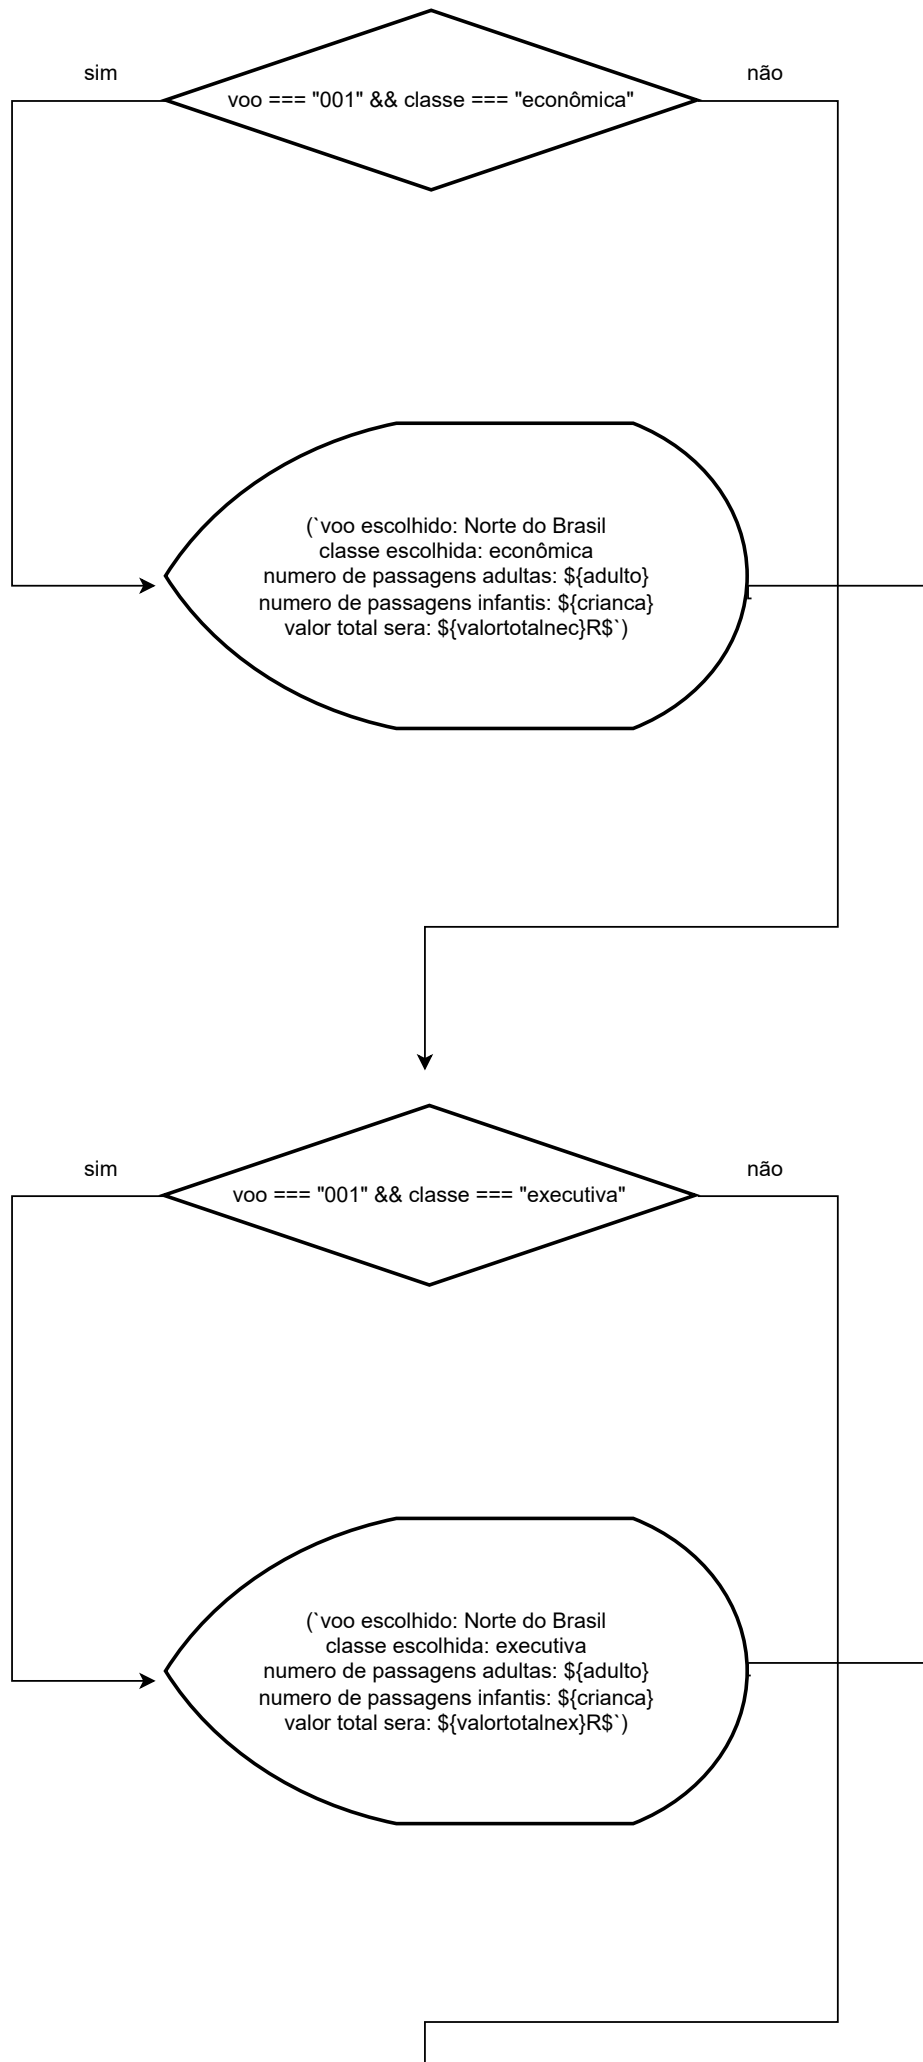 sim
não
voo === "001" && classe === "econômica"
(`voo escolhido: Norte do Brasil
classe escolhida: econômica
numero de passagens adultas: ${adulto}
numero de passagens infantis: ${crianca}
valor total sera: ${valortotalnec}R$`)
sim
não
voo === "001" && classe === "executiva"
(`voo escolhido: Norte do Brasil
classe escolhida: executiva
numero de passagens adultas: ${adulto}
numero de passagens infantis: ${crianca}
valor total sera: ${valortotalnex}R$`)